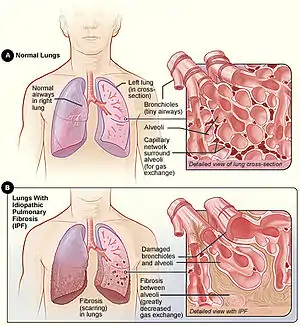 A Normal Lungs
Normal
airways
in right
lung
Left lung
(in cross-
section)
Bronchioles
(tiny airways)
Alveoli
Capillary
network
surround
alveoli
(for gas
exchange)
Detailed view of lung cross-section
B
Lungs With
Idiopathic
Pulmonary
Fibrosis
(IPF)
Damaged
bronchioles
and alveoli
Fibrosis
between
alveoli
(greatly
decreased
gas exchange)
Fibrosis
(scarring)
in lungs
Detailed view with IPF